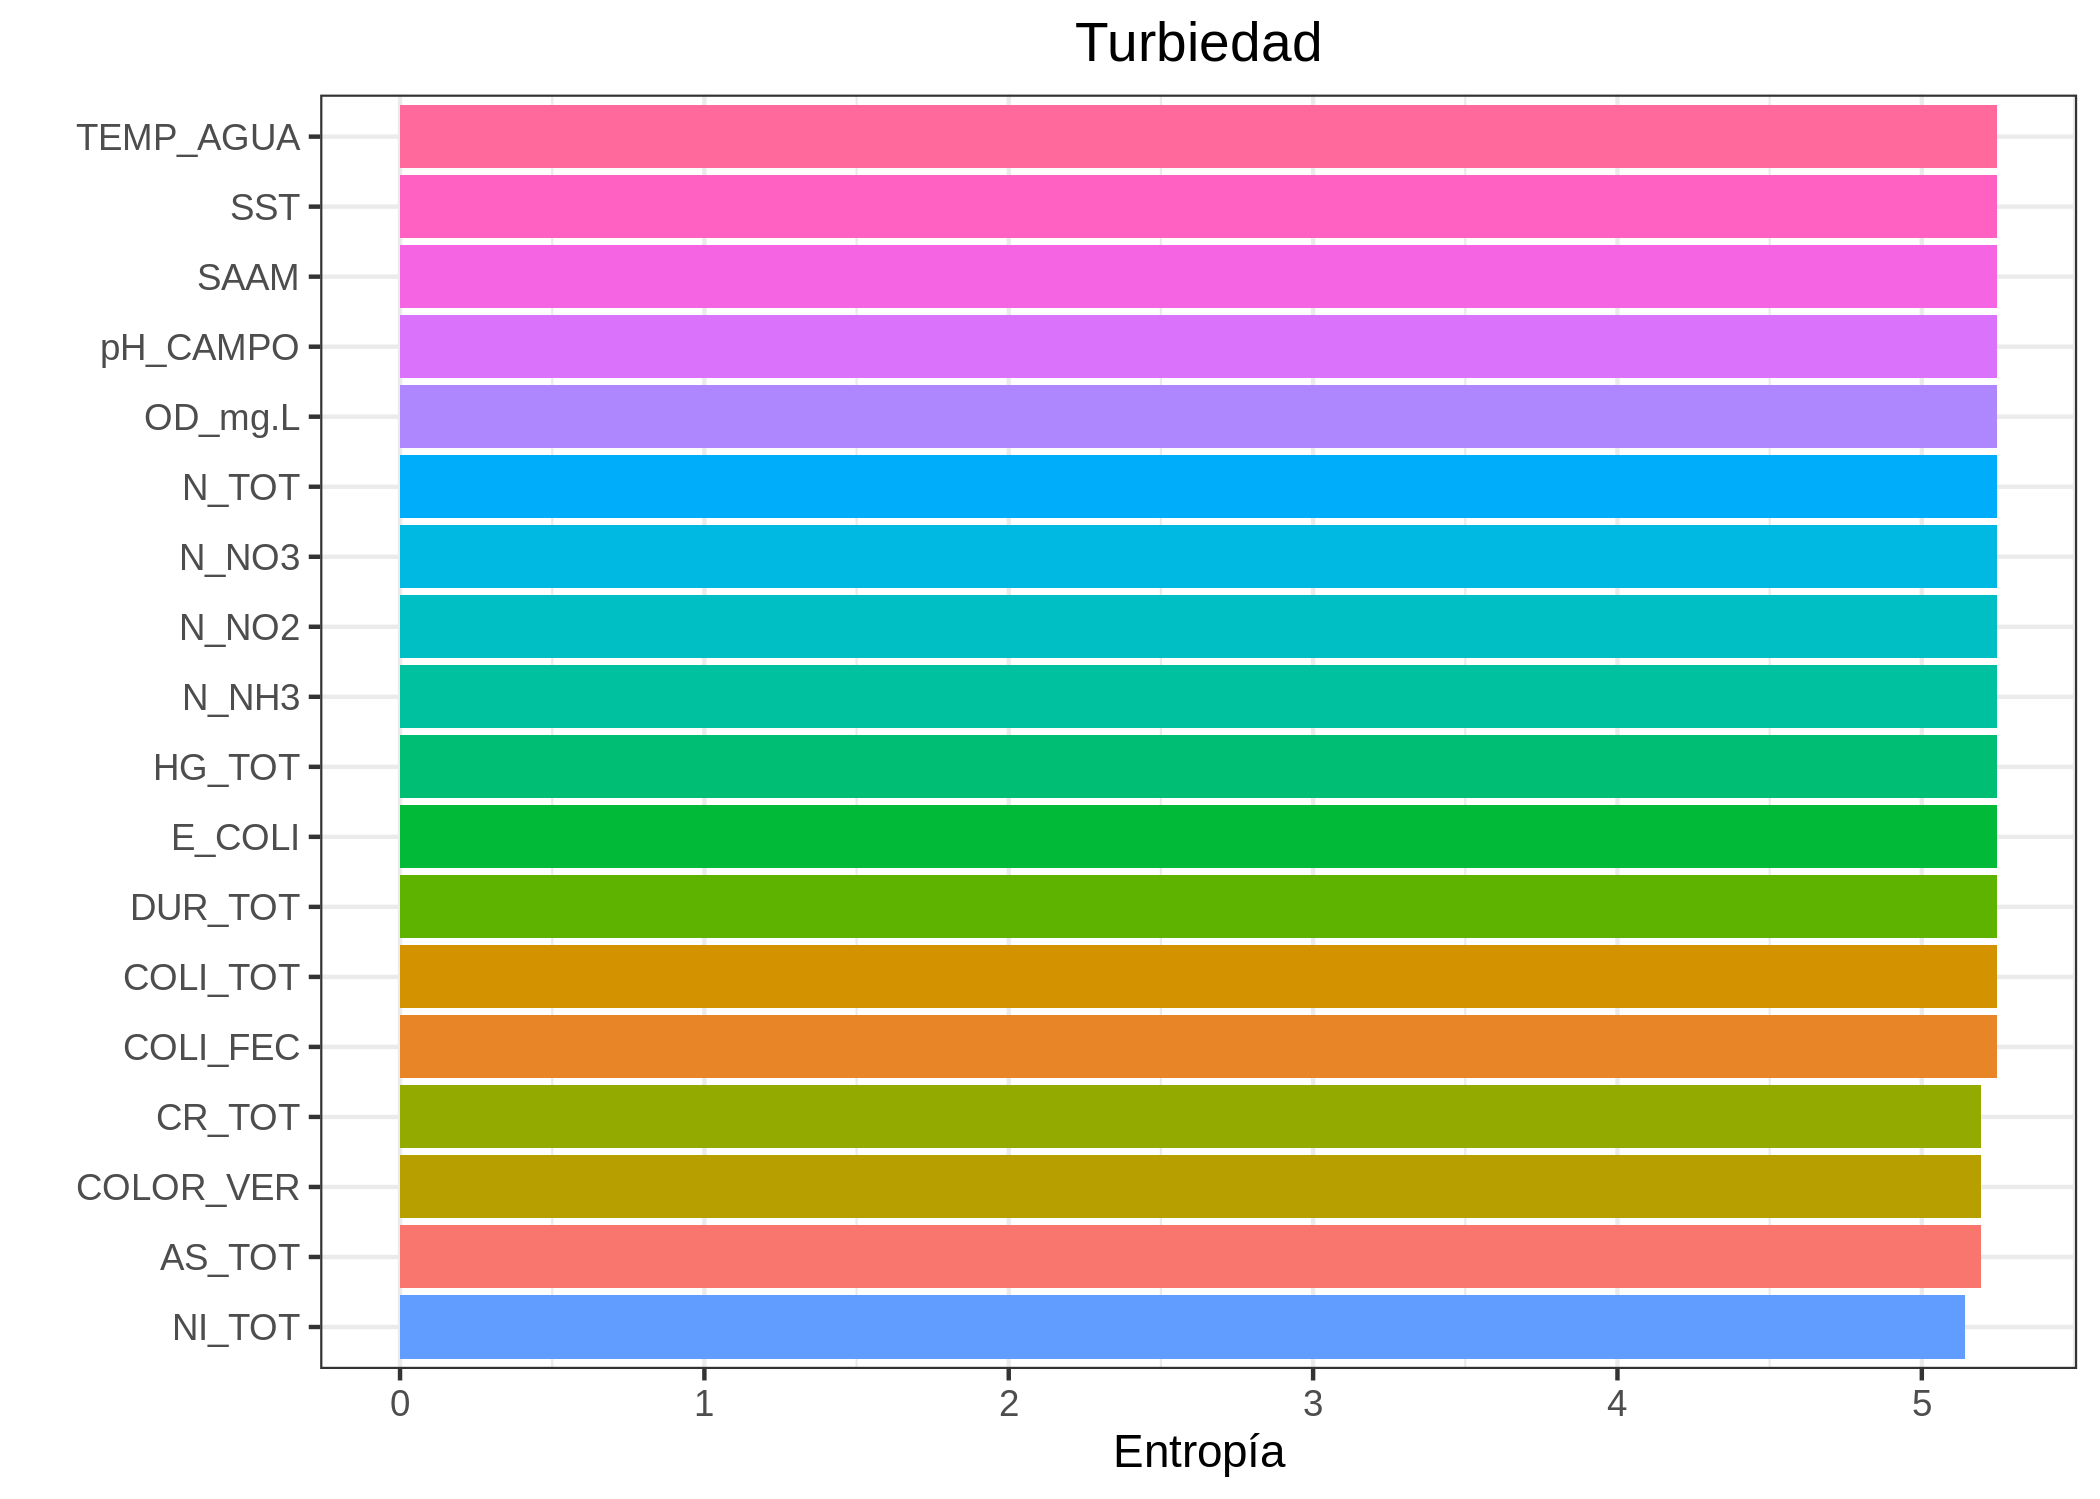 Turbiedad
TEMP_AGUA
SST
SAAM
pH_CAMPO
OD_mg.L
N_TOT
N_NO3
N_NO2
N_NH3
HG_TOT
E_COLI
DUR_TOT
COLI_TOT
COLI_FEC
CR_TOT
COLOR_VER
AS_TOT
NI_TOT
0 1 2 3 4 5
Entropía